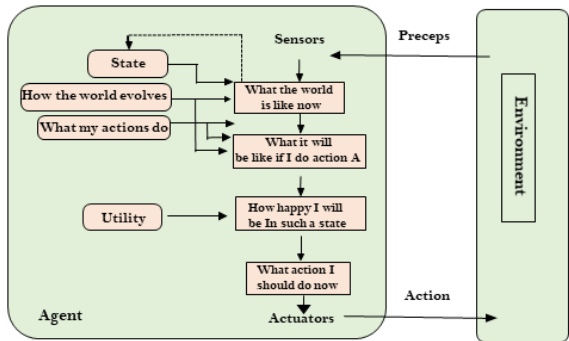 Sensors
Preceps
State
How the world evolves
What the world
is like now
What my actions do
What it will
be like if I do action A
Environment
Utility
How happy I will
be In such a state
What action I
should do now
Agent
Actuators
Action